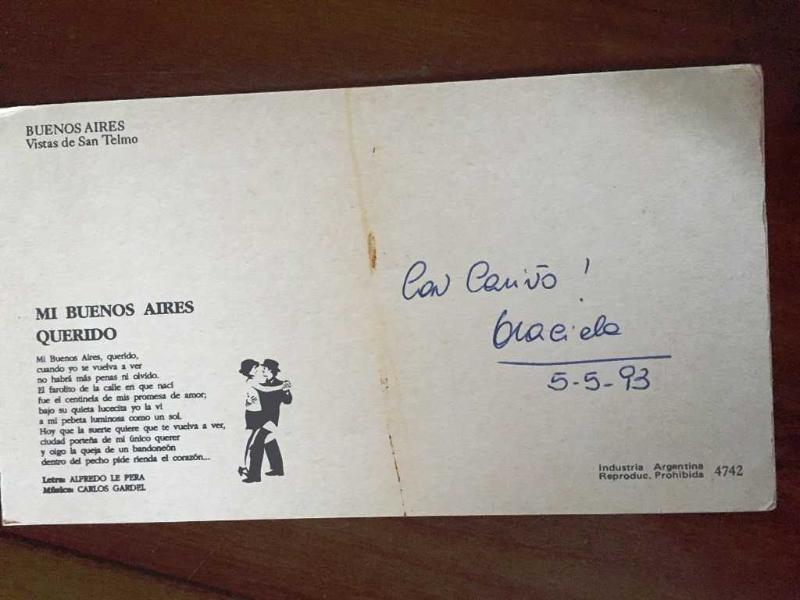 BUENOS AIRES
Vistas de San Telmo
MI BUENOS AIRES
QUERIDO
Mi Buenos Aires, querido,
cuando yo te vuelva a ver
no habrá más penas ni olvido.
El farolito de la calle en que nací
fue el centinela de mis promesa de amor;
bajo su quieta lucecita yo la ví
a mi pebeta luminosa como un sol.
Hoy que la suerte quiere que te vuelva a ver,
ciudad porteña de mi único querer
y oigo la queja de un bandoneón
dentro del pecho pide rienda el corazón...
Letra: ALFREDO LE PERA
Música: CARLOS GARDEL
Con Cariño!
Graciela
5-5-93
Industria Argentina
Reproduc. Prohibida 4742